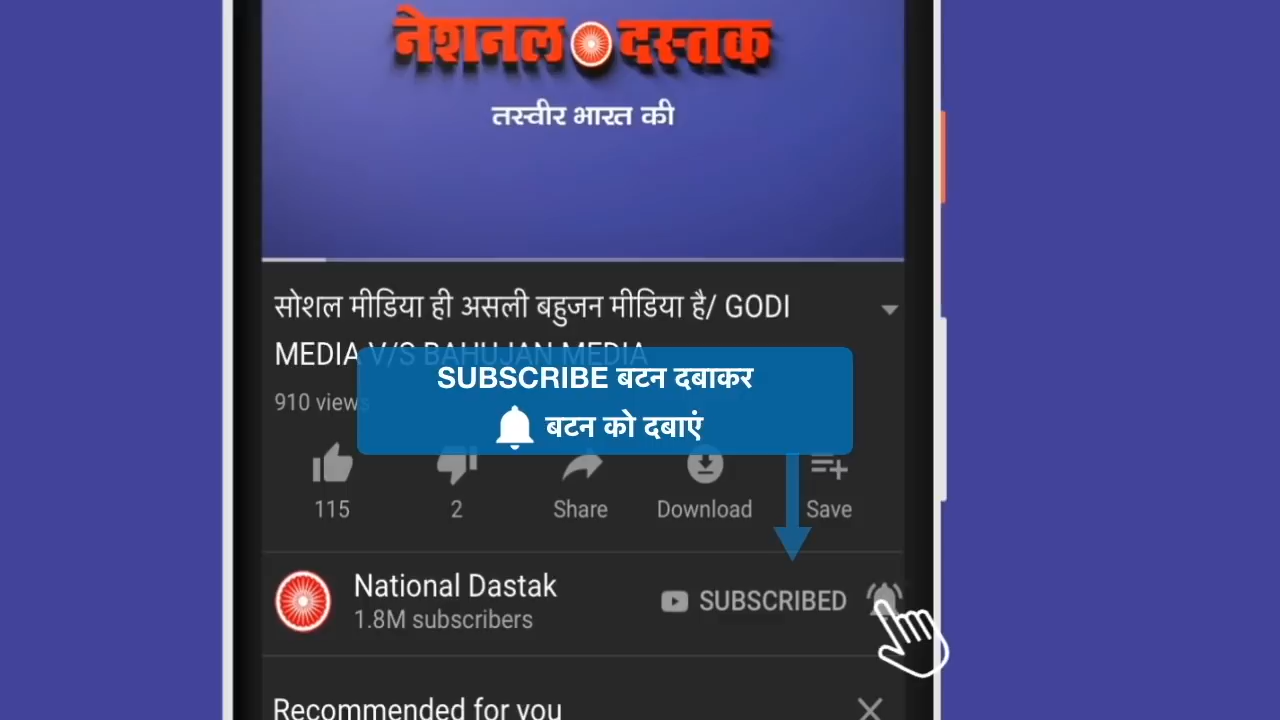 नेशनल दस्तक
तस्वीर भारत की
सोशल मीडिया ही असली बहुजन मीडिया है/ GODI
MEDIA V/S BAHUJAN MEDIA
910 views
SUBSCRIBE बटन दबाकर
बटन को दबाएं
115
2
Share
Download
Save
National Dastak
1.8M subscribers
SUBSCRIBED
Recommended for you